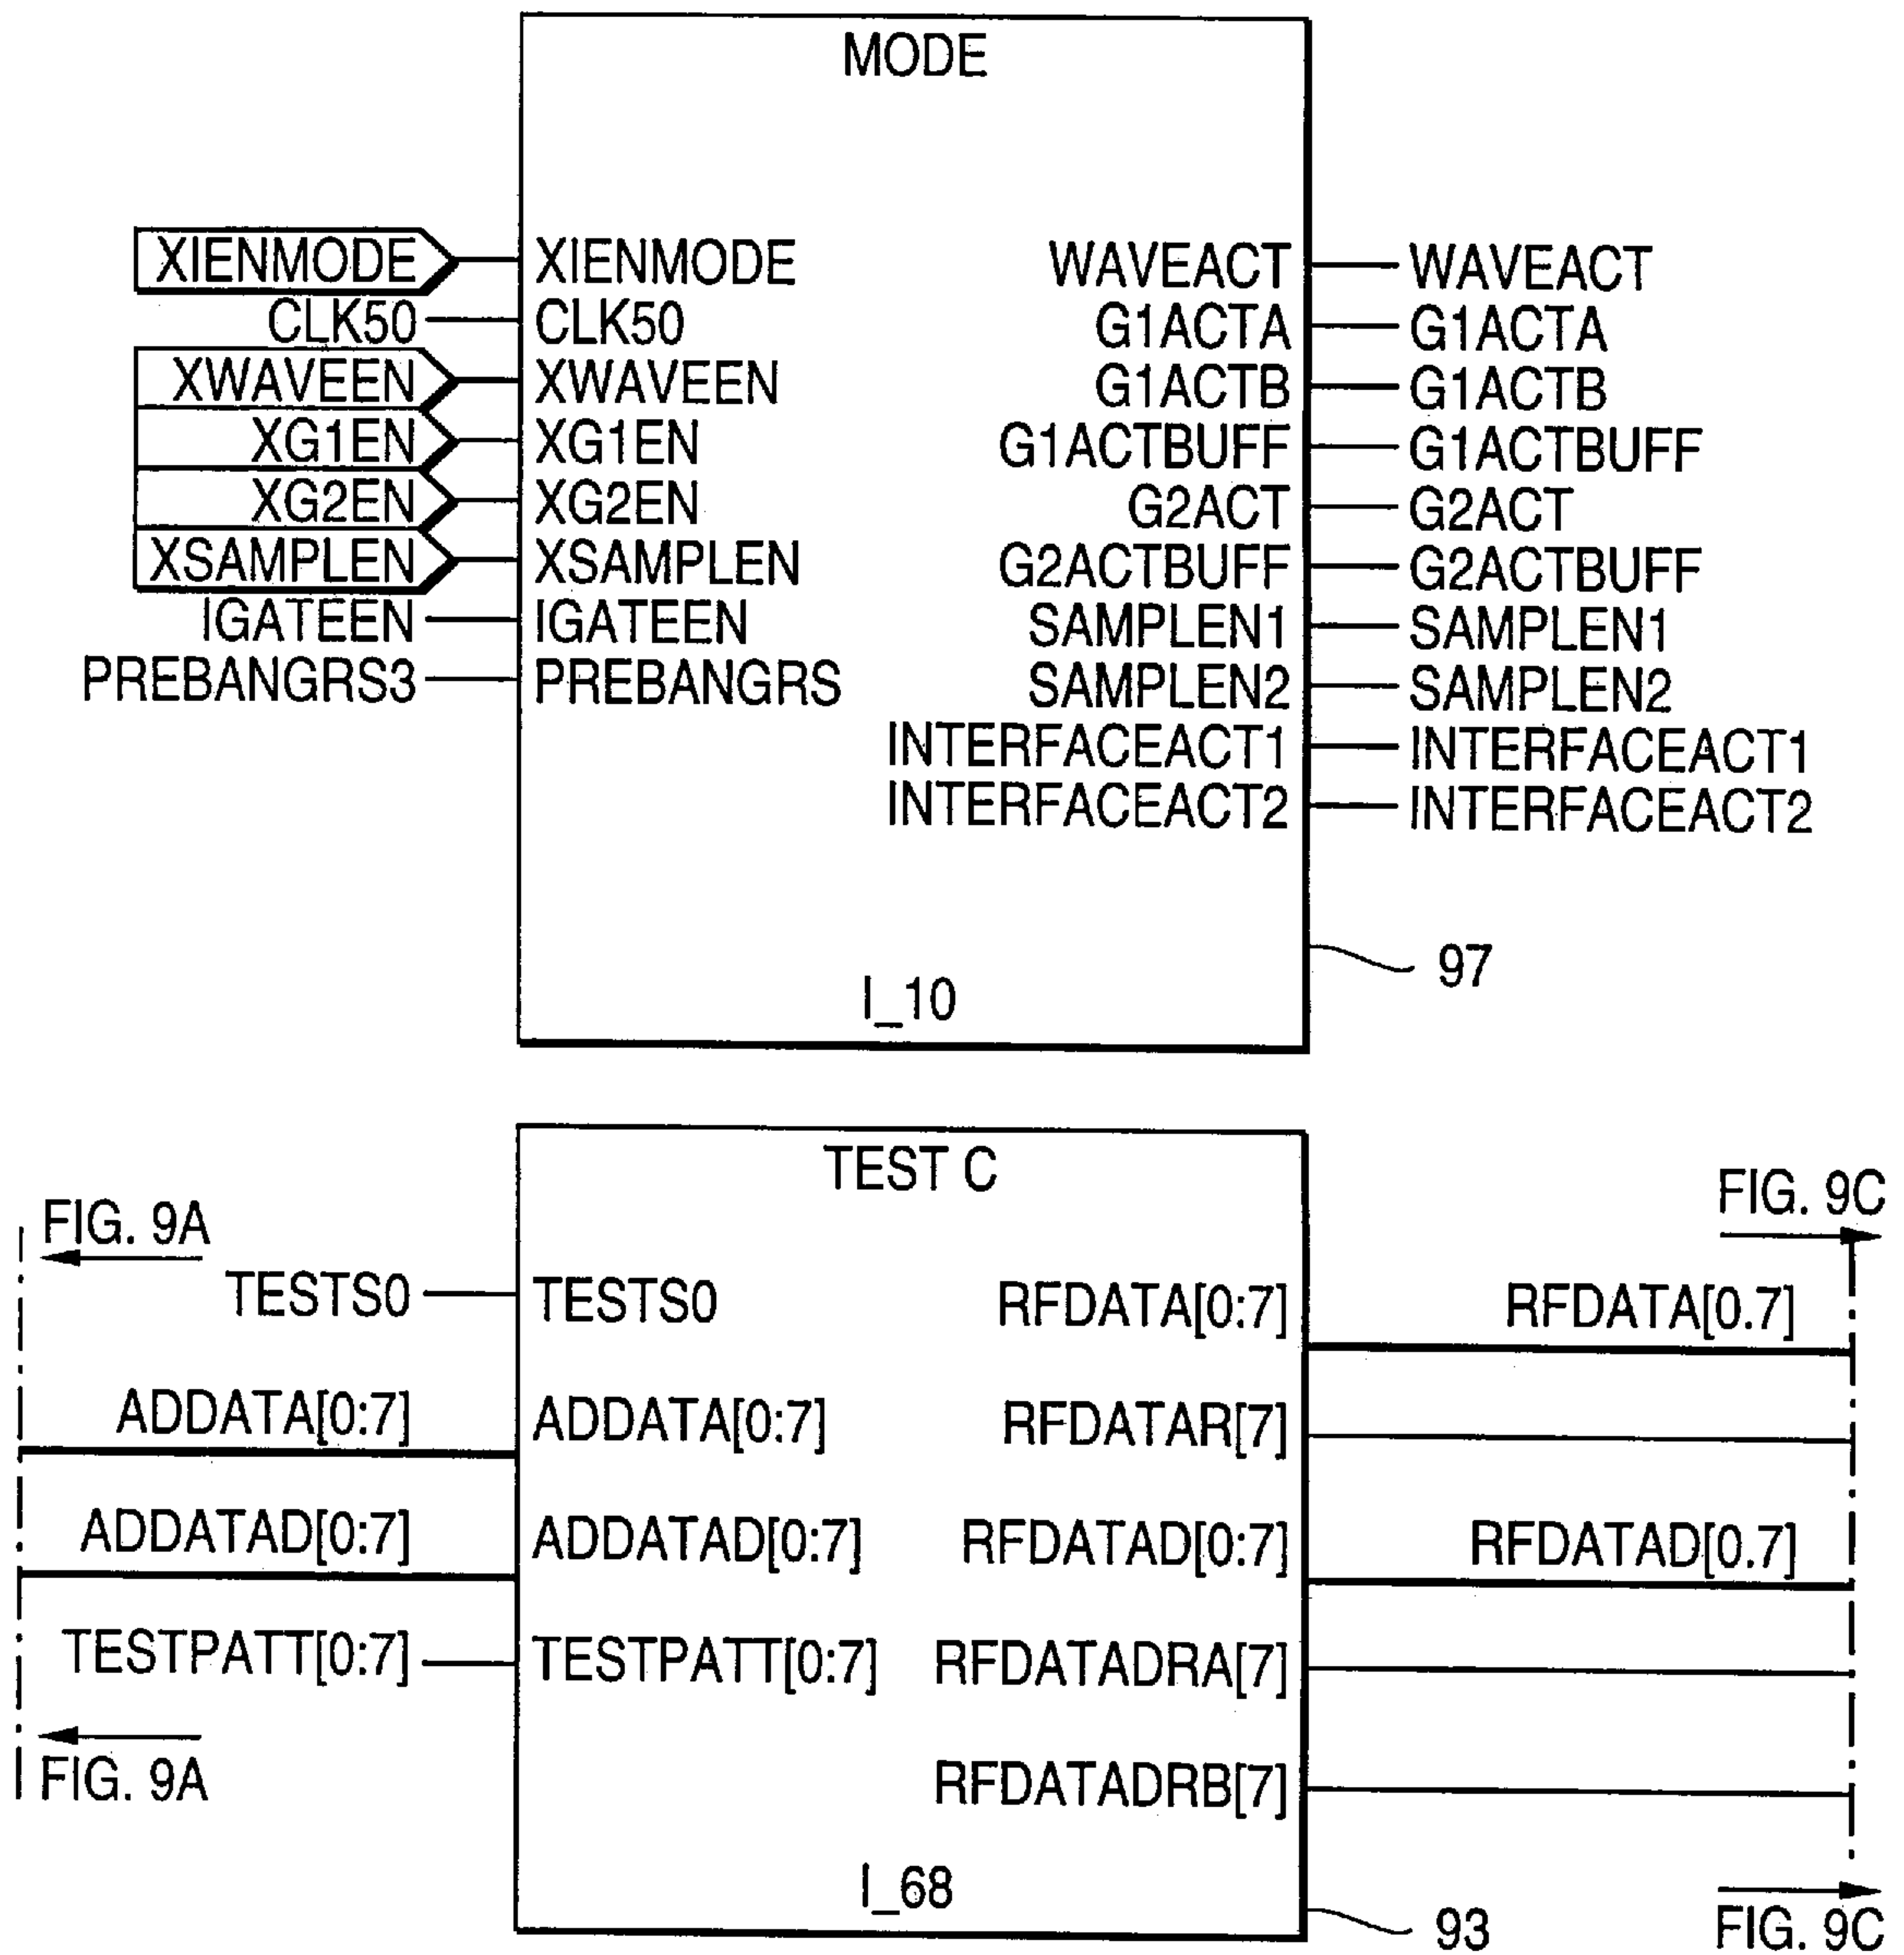 MODE
XIENMODE XIENMODE WAVEACT WAVEACT
CLK50 CLK50 G1ACTA G1ACTA
XWAVEEN XWAVEEN G1ACTB G1ACTB
XG1EN XG1EN G1ACTBUFF G1ACTBUFF
XG2EN XG2EN G2ACT G2ACT
XSAMPLEN XSAMPLEN G2ACTBUFF G2ACTBUFF
IGATEEN IGATEEN SAMPLEN1 SAMPLEN1
PREBANGRS3 PREBANGRS SAMPLEN2 SAMPLEN2
INTERFACEACT1 INTERFACEACT1
INTERFACEACT2 INTERFACEACT2
97
I_10
TEST C
FIG. 9A FIG. 9C
TESTS0 TESTS0 RFDATA[0:7] RFDATA[0.7]
ADDATA[0:7] ADDATA[0:7] RFDATAR[7]
ADDATAD[0:7] ADDATAD[0:7] RFDATAD[0:7] RFDATAD[0.7]
TESTPATT[0:7] TESTPATT[0:7] RFDATADRA[7]
FIG. 9A RFDATADRB[7]
I_68
93 FIG. 9C